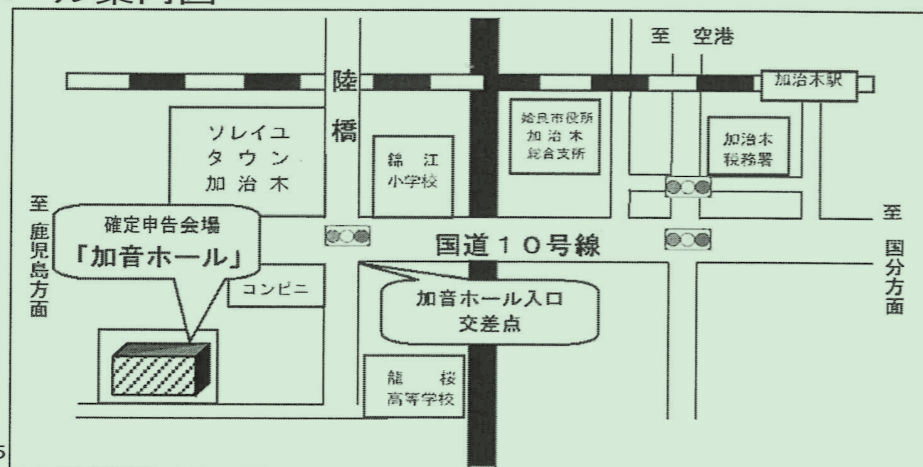 案内図
至 空港
加治木駅
陸
橋
ソレイユ
タウン
加治木
錦 江
小学校
姶良市役所
加 治 木
総合支所
加治木
税務署
至 鹿児島方面
確定申告会場
「加音ホール」
国道10号線
至 国分方面
コンビニ
加音ホール入口
交差点
龍 桜
高等学校